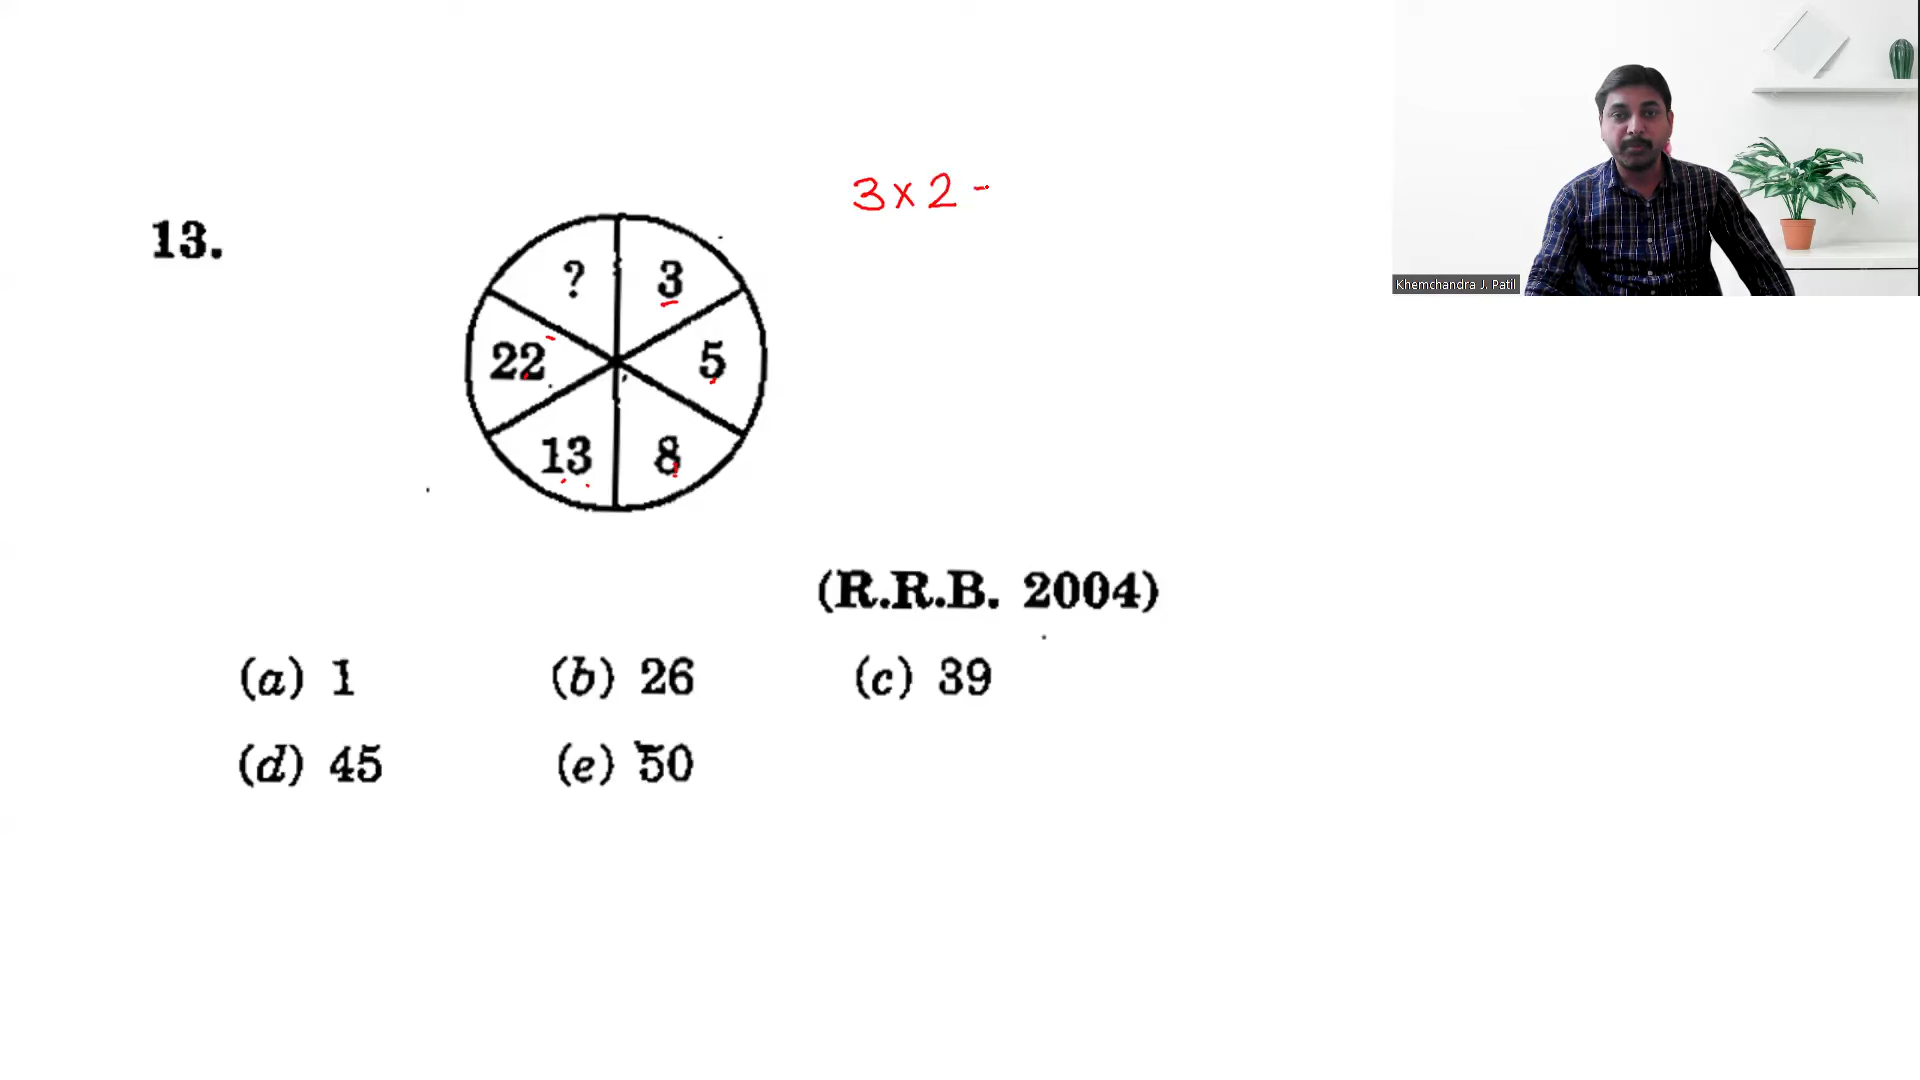 3 × 2 -
Khemchandra J. Patil
13.
? 3
22 5
13 8
(R.R.B. 2004)
(a) 1 (b) 26 (c) 39
(d) 45 (e) 50